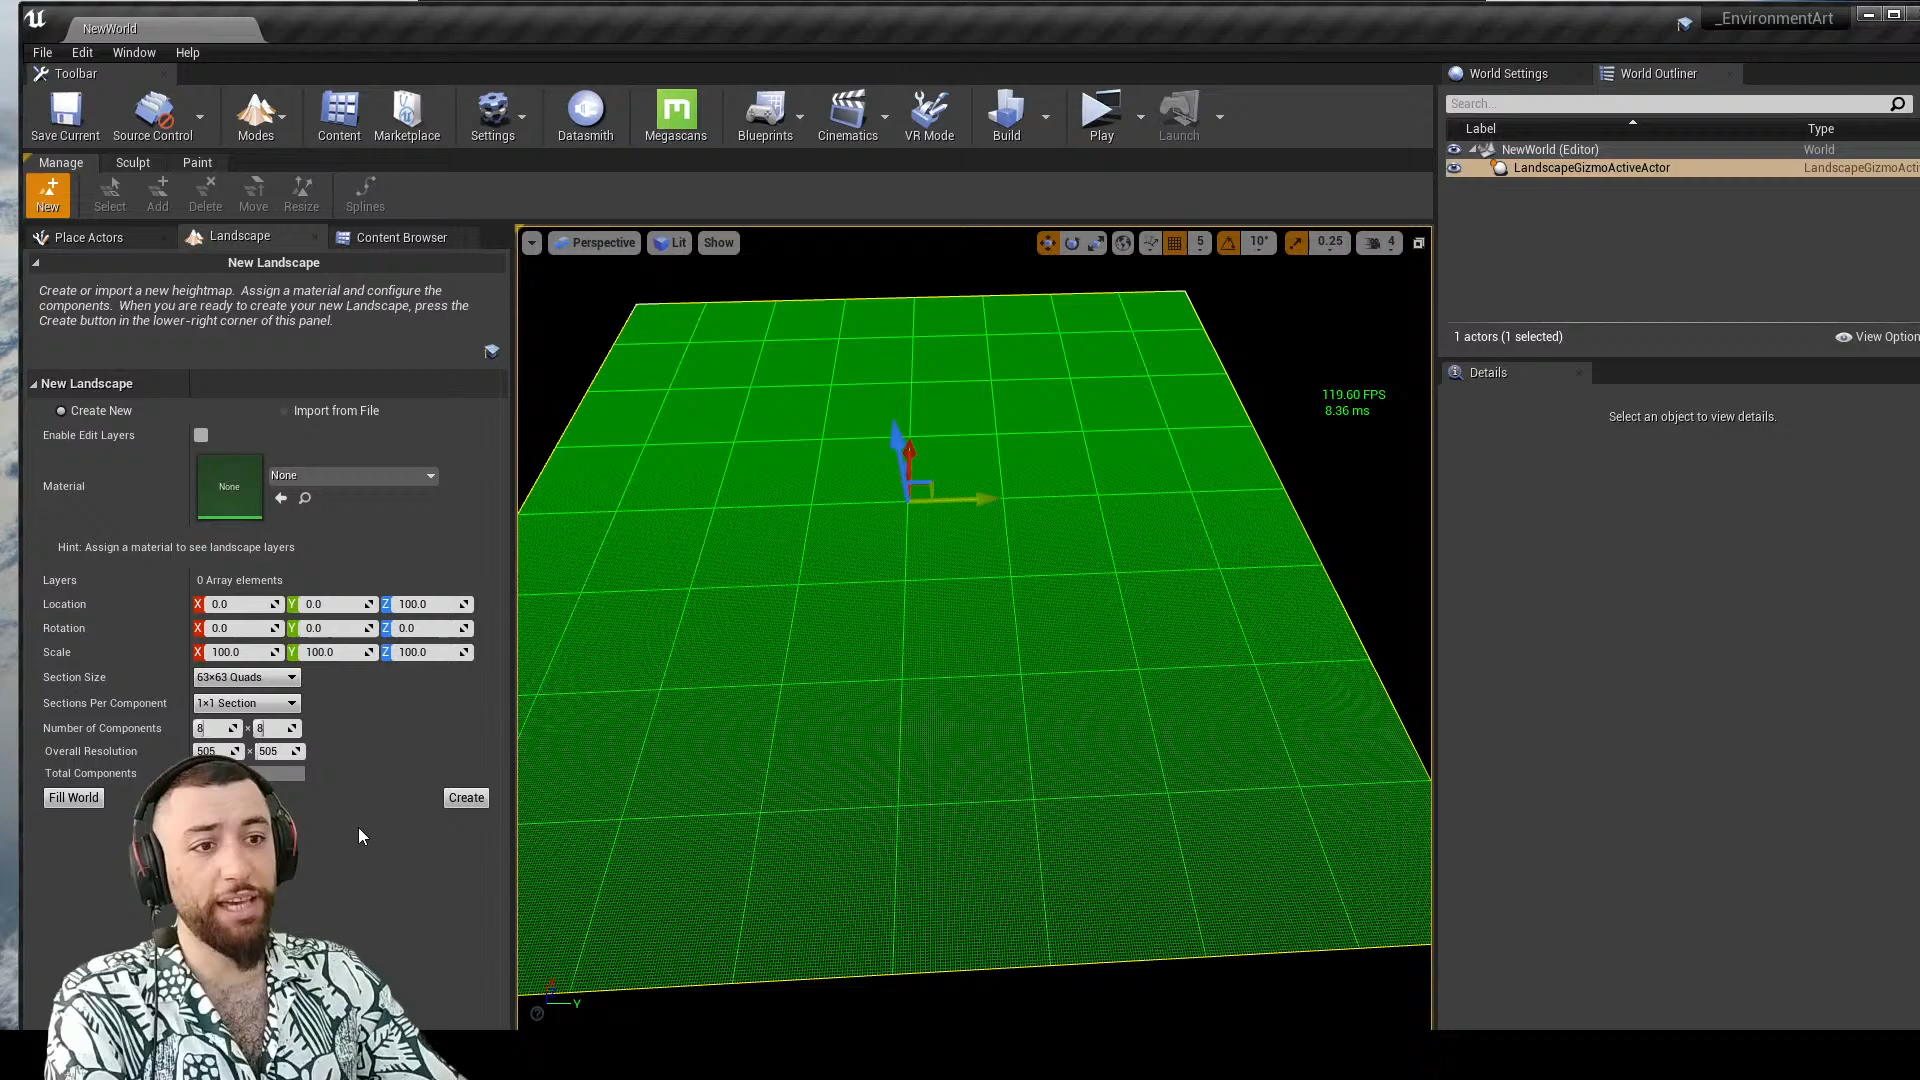 NewWorld
_EnvironmentArt
File Edit Window Help
Toolbar
World Settings
World Outliner
Save Current
Source Control
Modes
Content
Marketplace
Settings
Datasmith
Megascans
Blueprints
Cinematics
VR Mode
Build
Play
Launch
Search...
Label
Type
NewWorld (Editor)
World
LandscapeGizmoActiveActor
LandscapeGizmoActi
Manage
Sculpt
Paint
New
Select
Add
Delete
Move
Resize
Splines
Place Actors
Landscape
Content Browser
Perspective
Lit
Show
5
10°
0.25
4
New Landscape
Create or import a new heightmap. Assign a material and configure the
components. When you are ready to create your new Landscape, press the
Create button in the lower-right corner of this panel.
1 actors (1 selected)
View Option
Details
Select an object to view details.
119.60 FPS
8.36 ms
New Landscape
Create New
Import from File
Enable Edit Layers
Material
None
None
Hint: Assign a material to see landscape layers
Layers 0 Array elements
Location X 0.0 Y 0.0 Z 100.0
Rotation X 0.0 Y 0.0 Z 0.0
Scale X 100.0 Y 100.0 Z 100.0
Section Size 63×63 Quads
Sections Per Component 1×1 Section
Number of Components 8 × 8
Overall Resolution 505 × 505
Total Components
Fill World
Create
Y